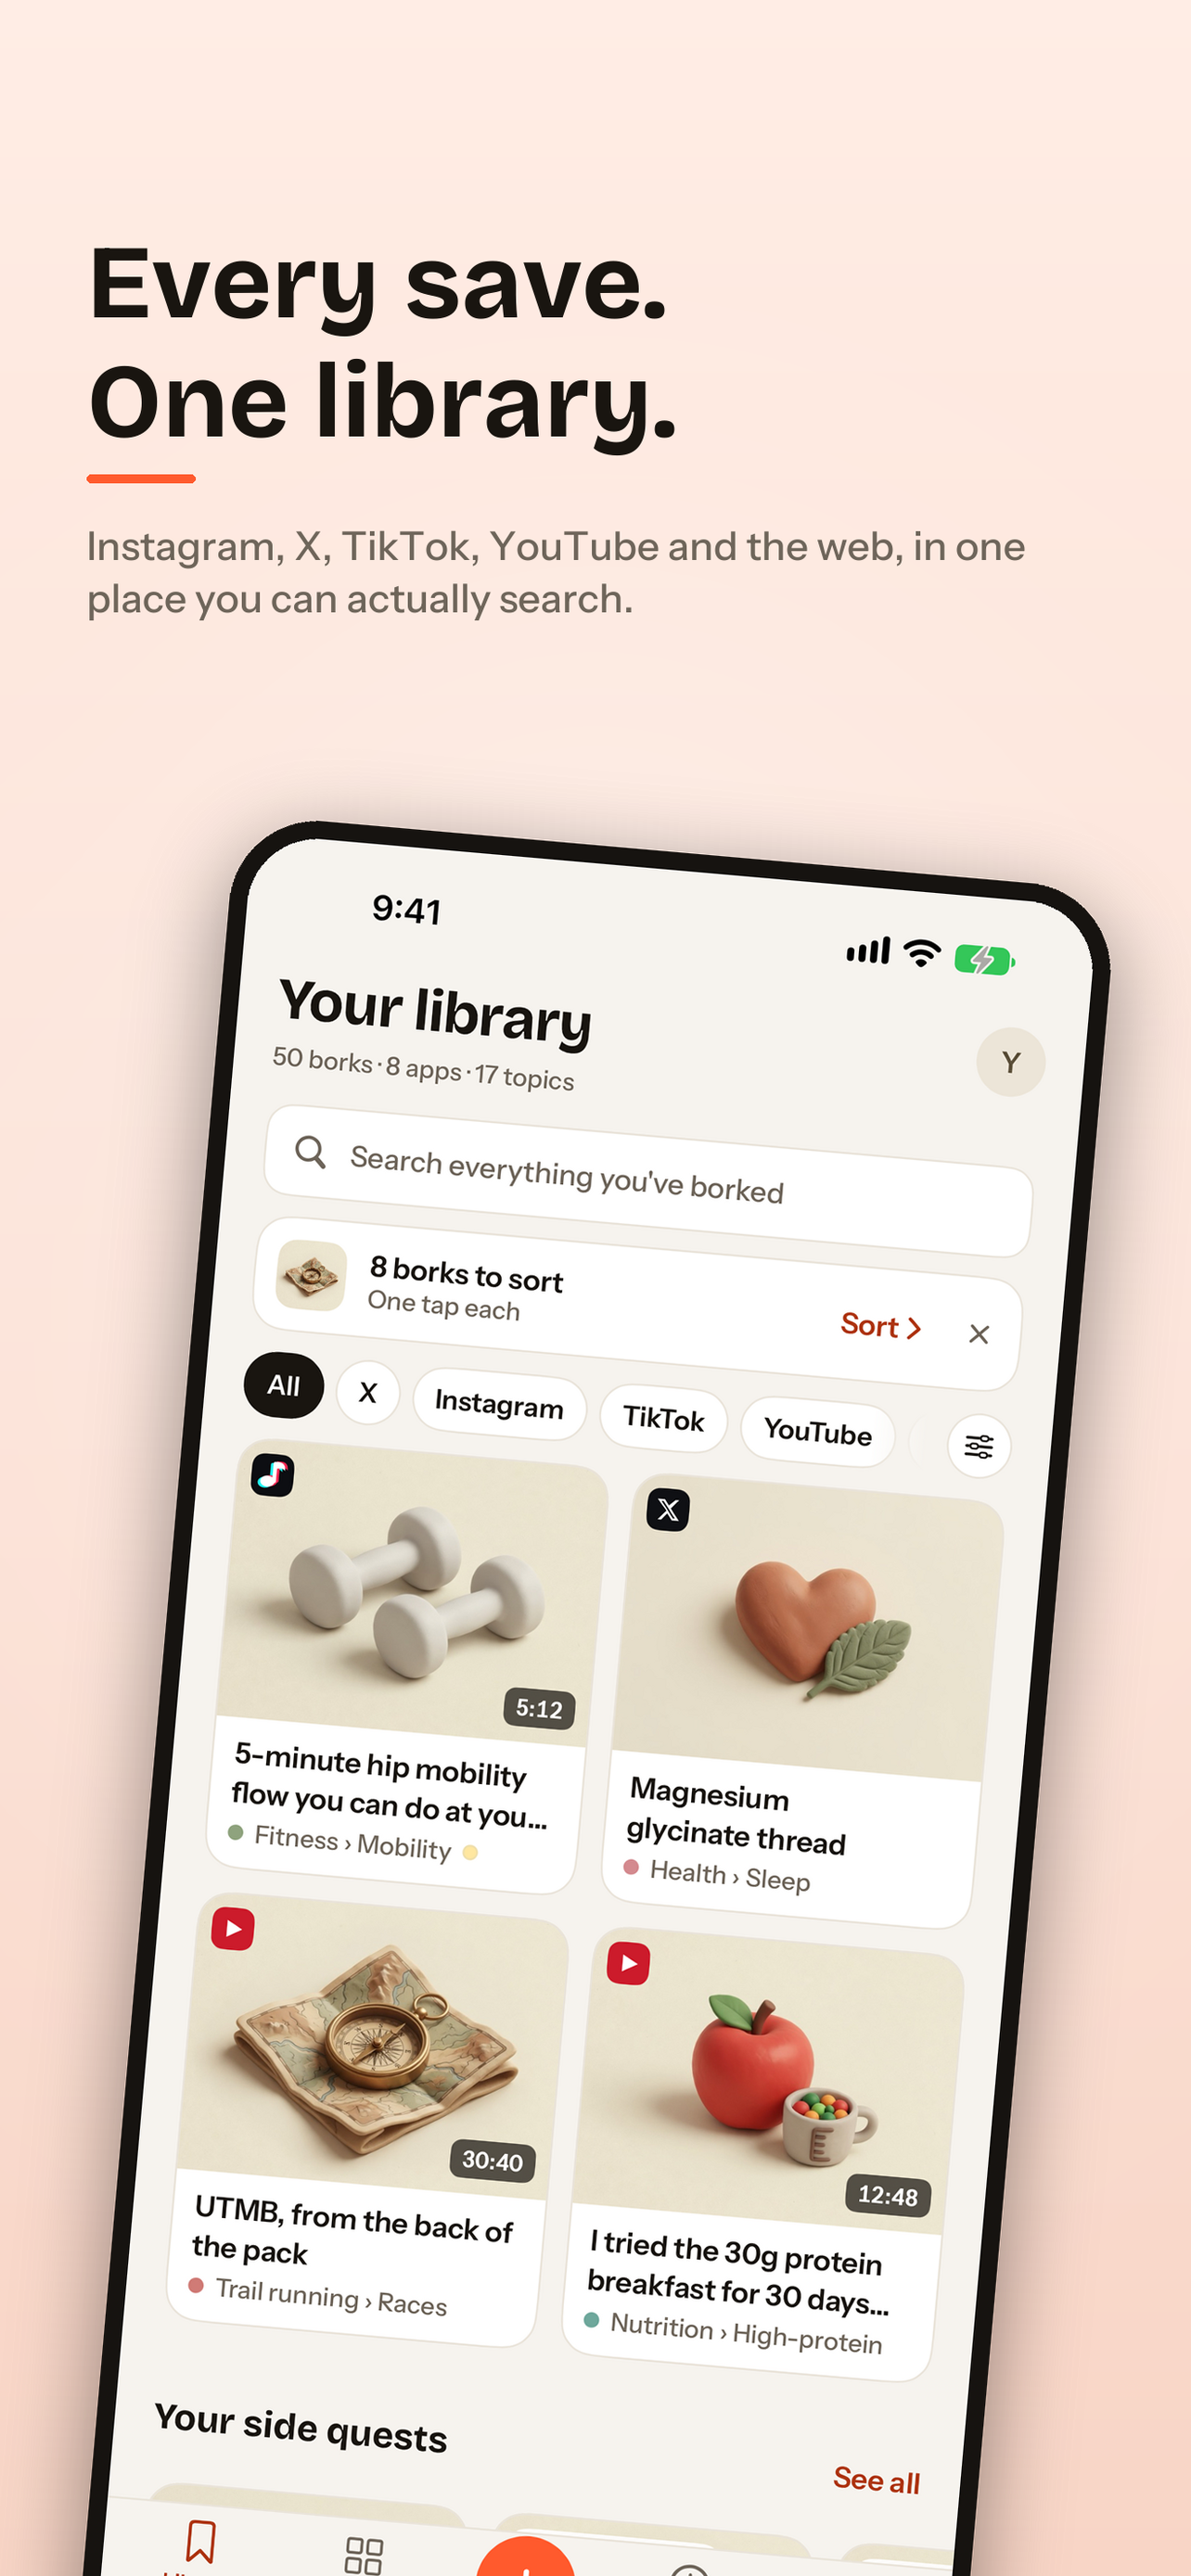 Every save.
One library.
Instagram, X, TikTok, YouTube and the web, in one
place you can actually search.
9:41
Your library
50 borks · 8 apps · 17 topics
Y
Search everything you've borked
8 borks to sort
One tap each
Sort >
All
X
Instagram
TikTok
YouTube
5:12
5-minute hip mobility
flow you can do at you...
Fitness › Mobility
Magnesium
glycinate thread
Health › Sleep
30:40
UTMB, from the back of
the pack
Trail running › Races
12:48
I tried the 30g protein
breakfast for 30 days...
Nutrition › High-protein
Your side quests
See all